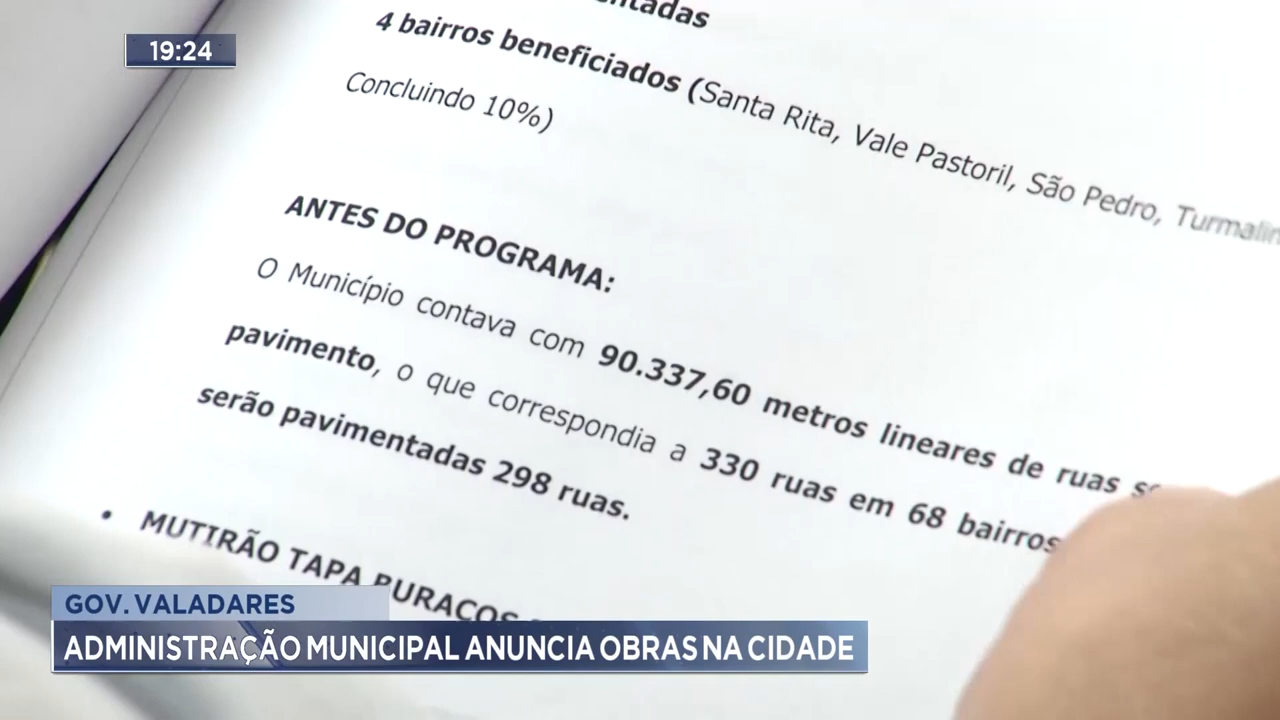 19:24
4 bairros beneficiados (Santa Rita, Vale Pastoril, São Pedro,
Concluindo 10%)
ANTES DO PROGRAMA:
O Município contava com 90.337,60 metros lineares de ruas
pavimento, o que correspondia a 330 ruas em 68 bairros
serão pavimentadas 298 ruas.
• MUTIRÃO TAPA BURACOS
GOV. VALADARES
ADMINISTRAÇÃO MUNICIPAL ANUNCIA OBRAS NA CIDADE